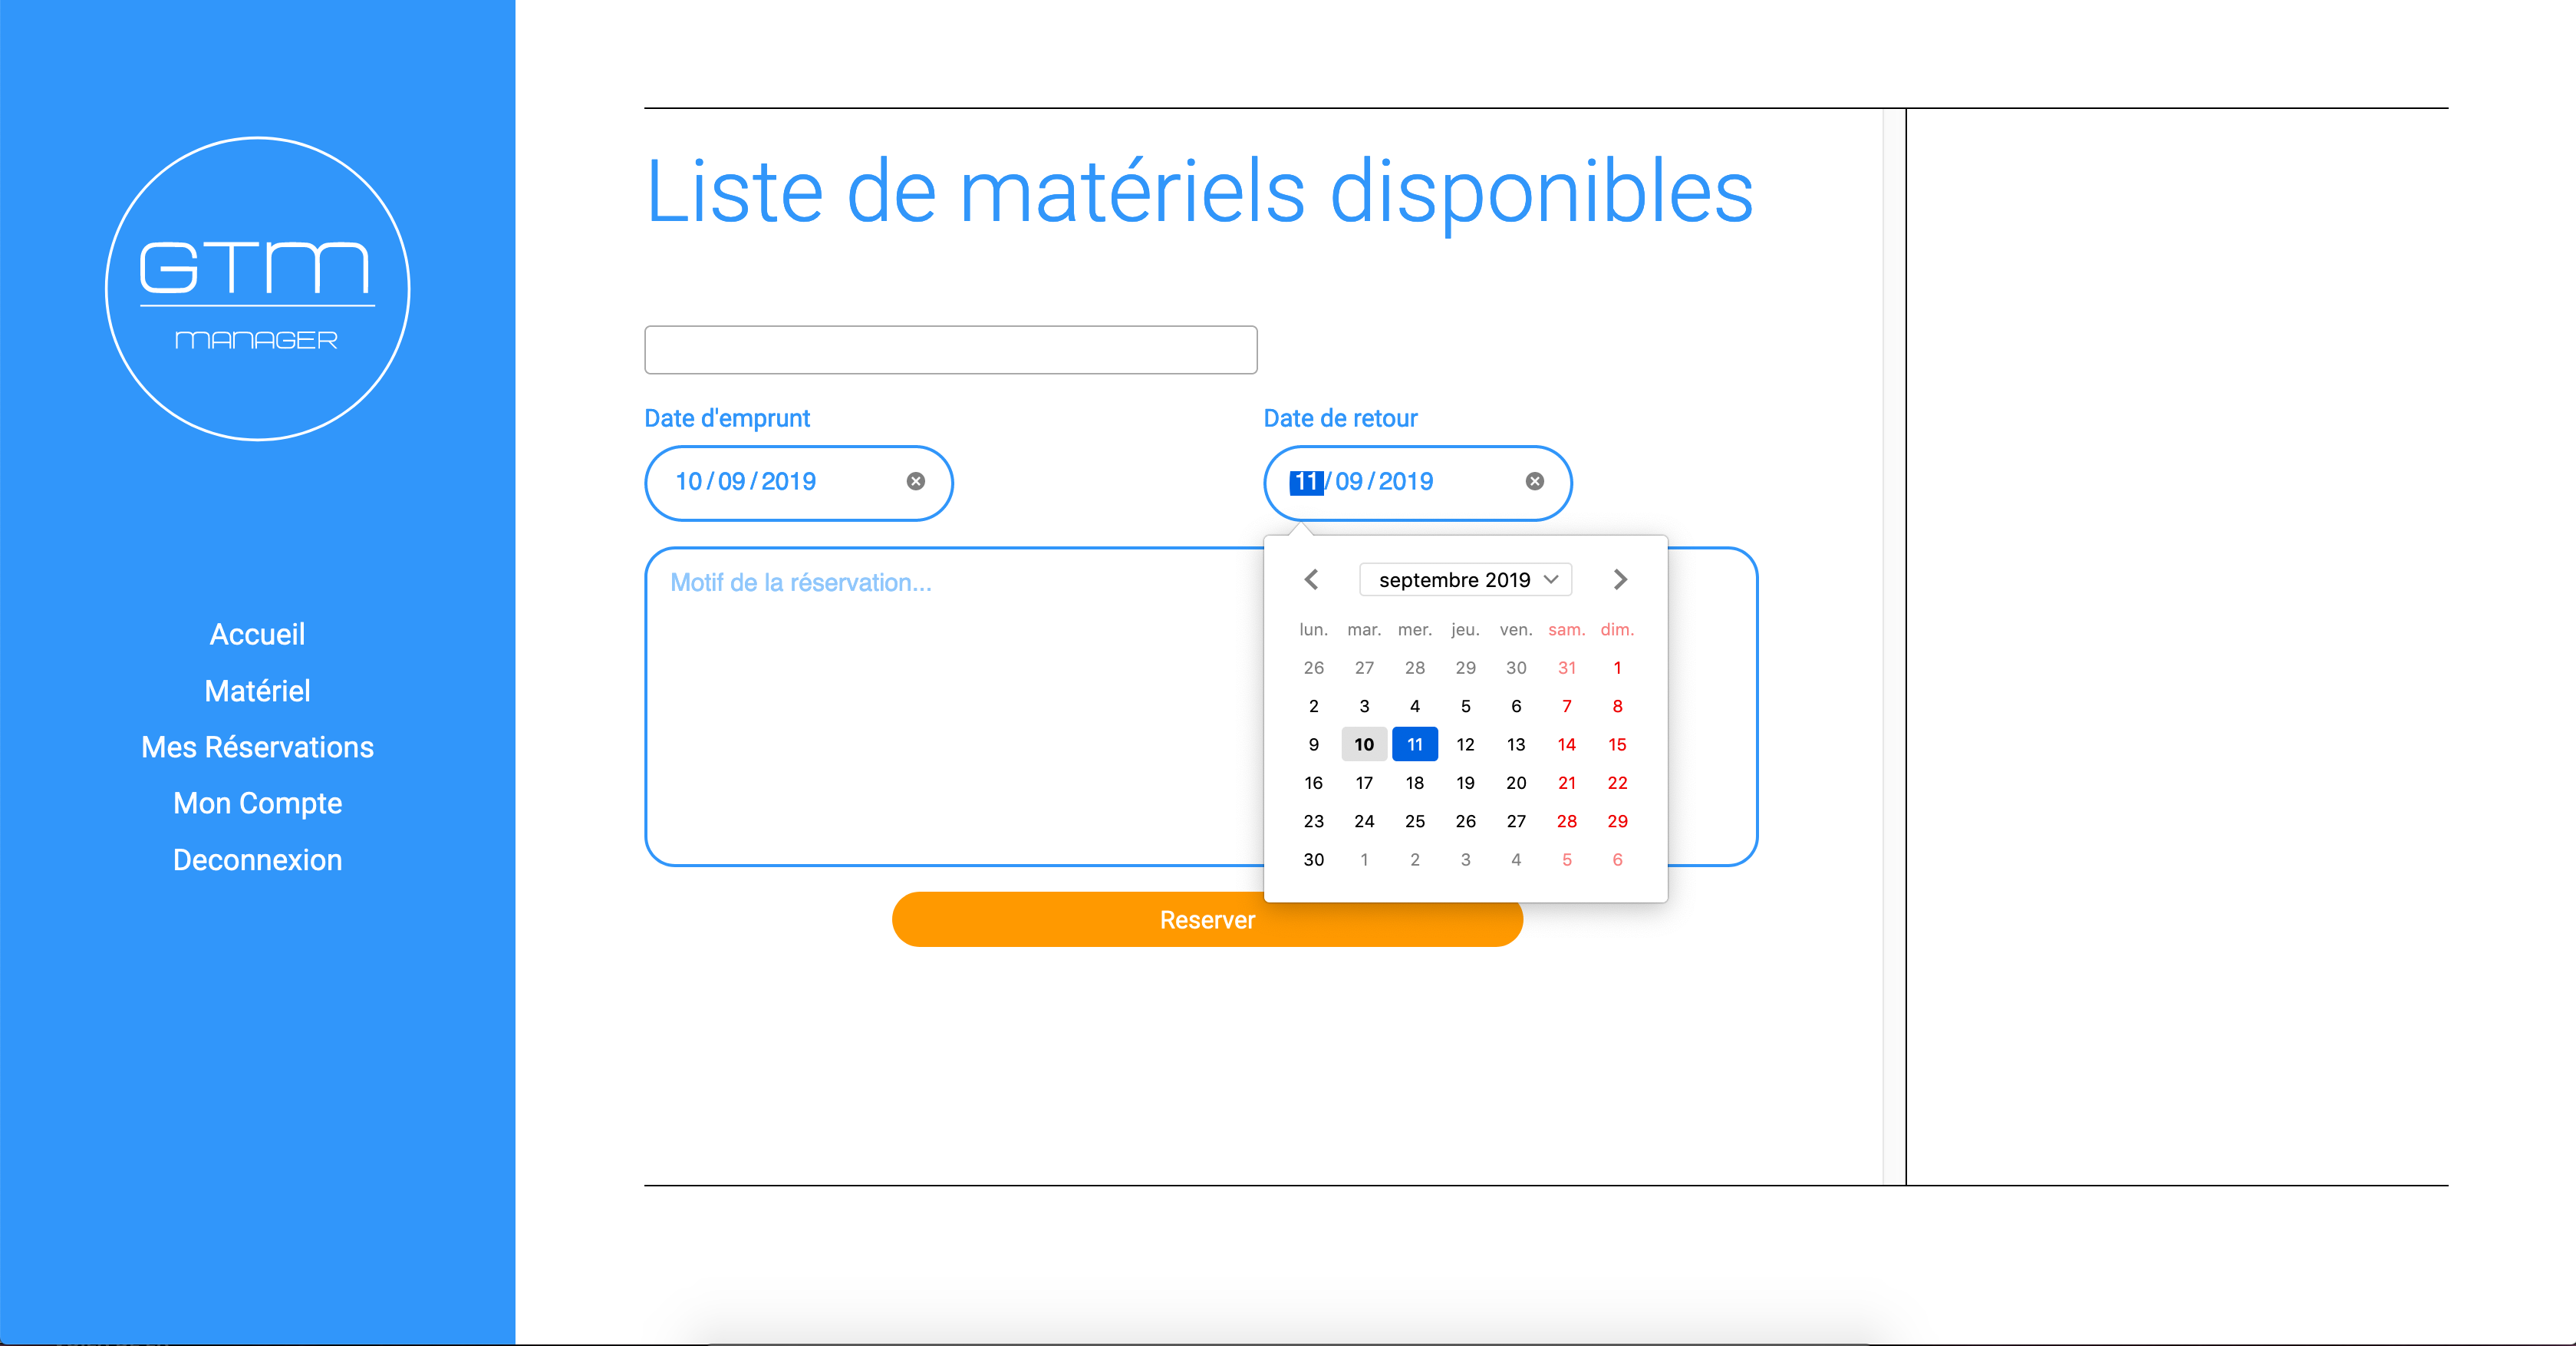 GTM
MANAGER
Accueil
Matériel
Mes Réservations
Mon Compte
Deconnexion
Liste de matériels disponibles
Date d'emprunt
Date de retour
10/09/2019
11/09/2019
Motif de la réservation...
septembre 2019
lun. mar. mer. jeu. ven. sam. dim.
26 27 28 29 30 31 1
2 3 4 5 6 7 8
9 10 11 12 13 14 15
16 17 18 19 20 21 22
23 24 25 26 27 28 29
30 1 2 3 4 5 6
Reserver